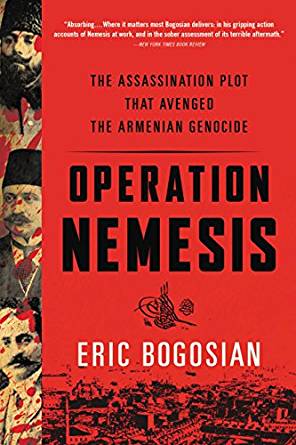 "Absorbing.... Where it matters most Bogosian delivers: in his gripping action
accounts of Nemesis at work, and in the sober assessment of its terrible aftermath."
—NEW YORK TIMES BOOK REVIEW
THE ASSASSINATION PLOT
THAT AVENGED
THE ARMENIAN GENOCIDE
OPERATION
NEMESIS
ERIC BOGOSIAN